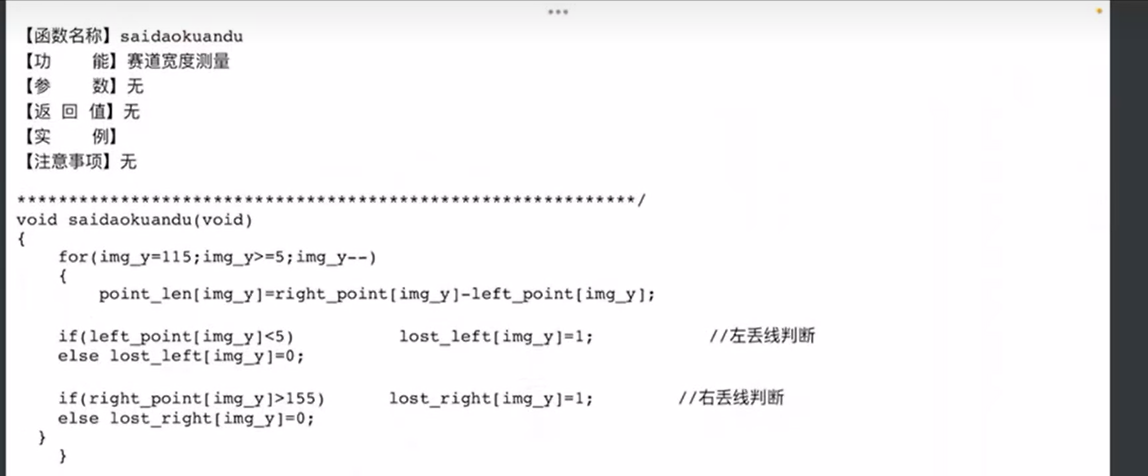 【函数名称】saidaokuandu
【功    能】赛道宽度测量
【参    数】无
【返 回 值】无
【实    例】
【注意事项】无
************************************************************/
void saidaokuandu(void)
{
    for(img_y=115;img_y>=5;img_y--)
    {
        point_len[img_y]=right_point[img_y]-left_point[img_y];
    if(left_point[img_y]<5)          lost_left[img_y]=1;           //左丢线判断
    else lost_left[img_y]=0;
    if(right_point[img_y]>155)      lost_right[img_y]=1;        //右丢线判断
    else lost_right[img_y]=0;
  }
    }